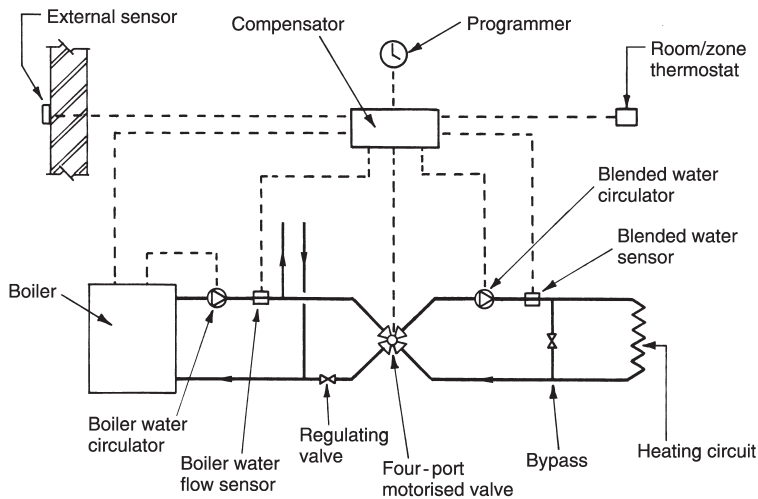 External sensor
Compensator
Programmer
Room/zone
thermostat
Blended water
circulator
Blended water
sensor
Boiler
Boiler water
circulator
Boiler water
flow sensor
Regulating
valve
Four-port
motorised valve
Bypass
Heating circuit